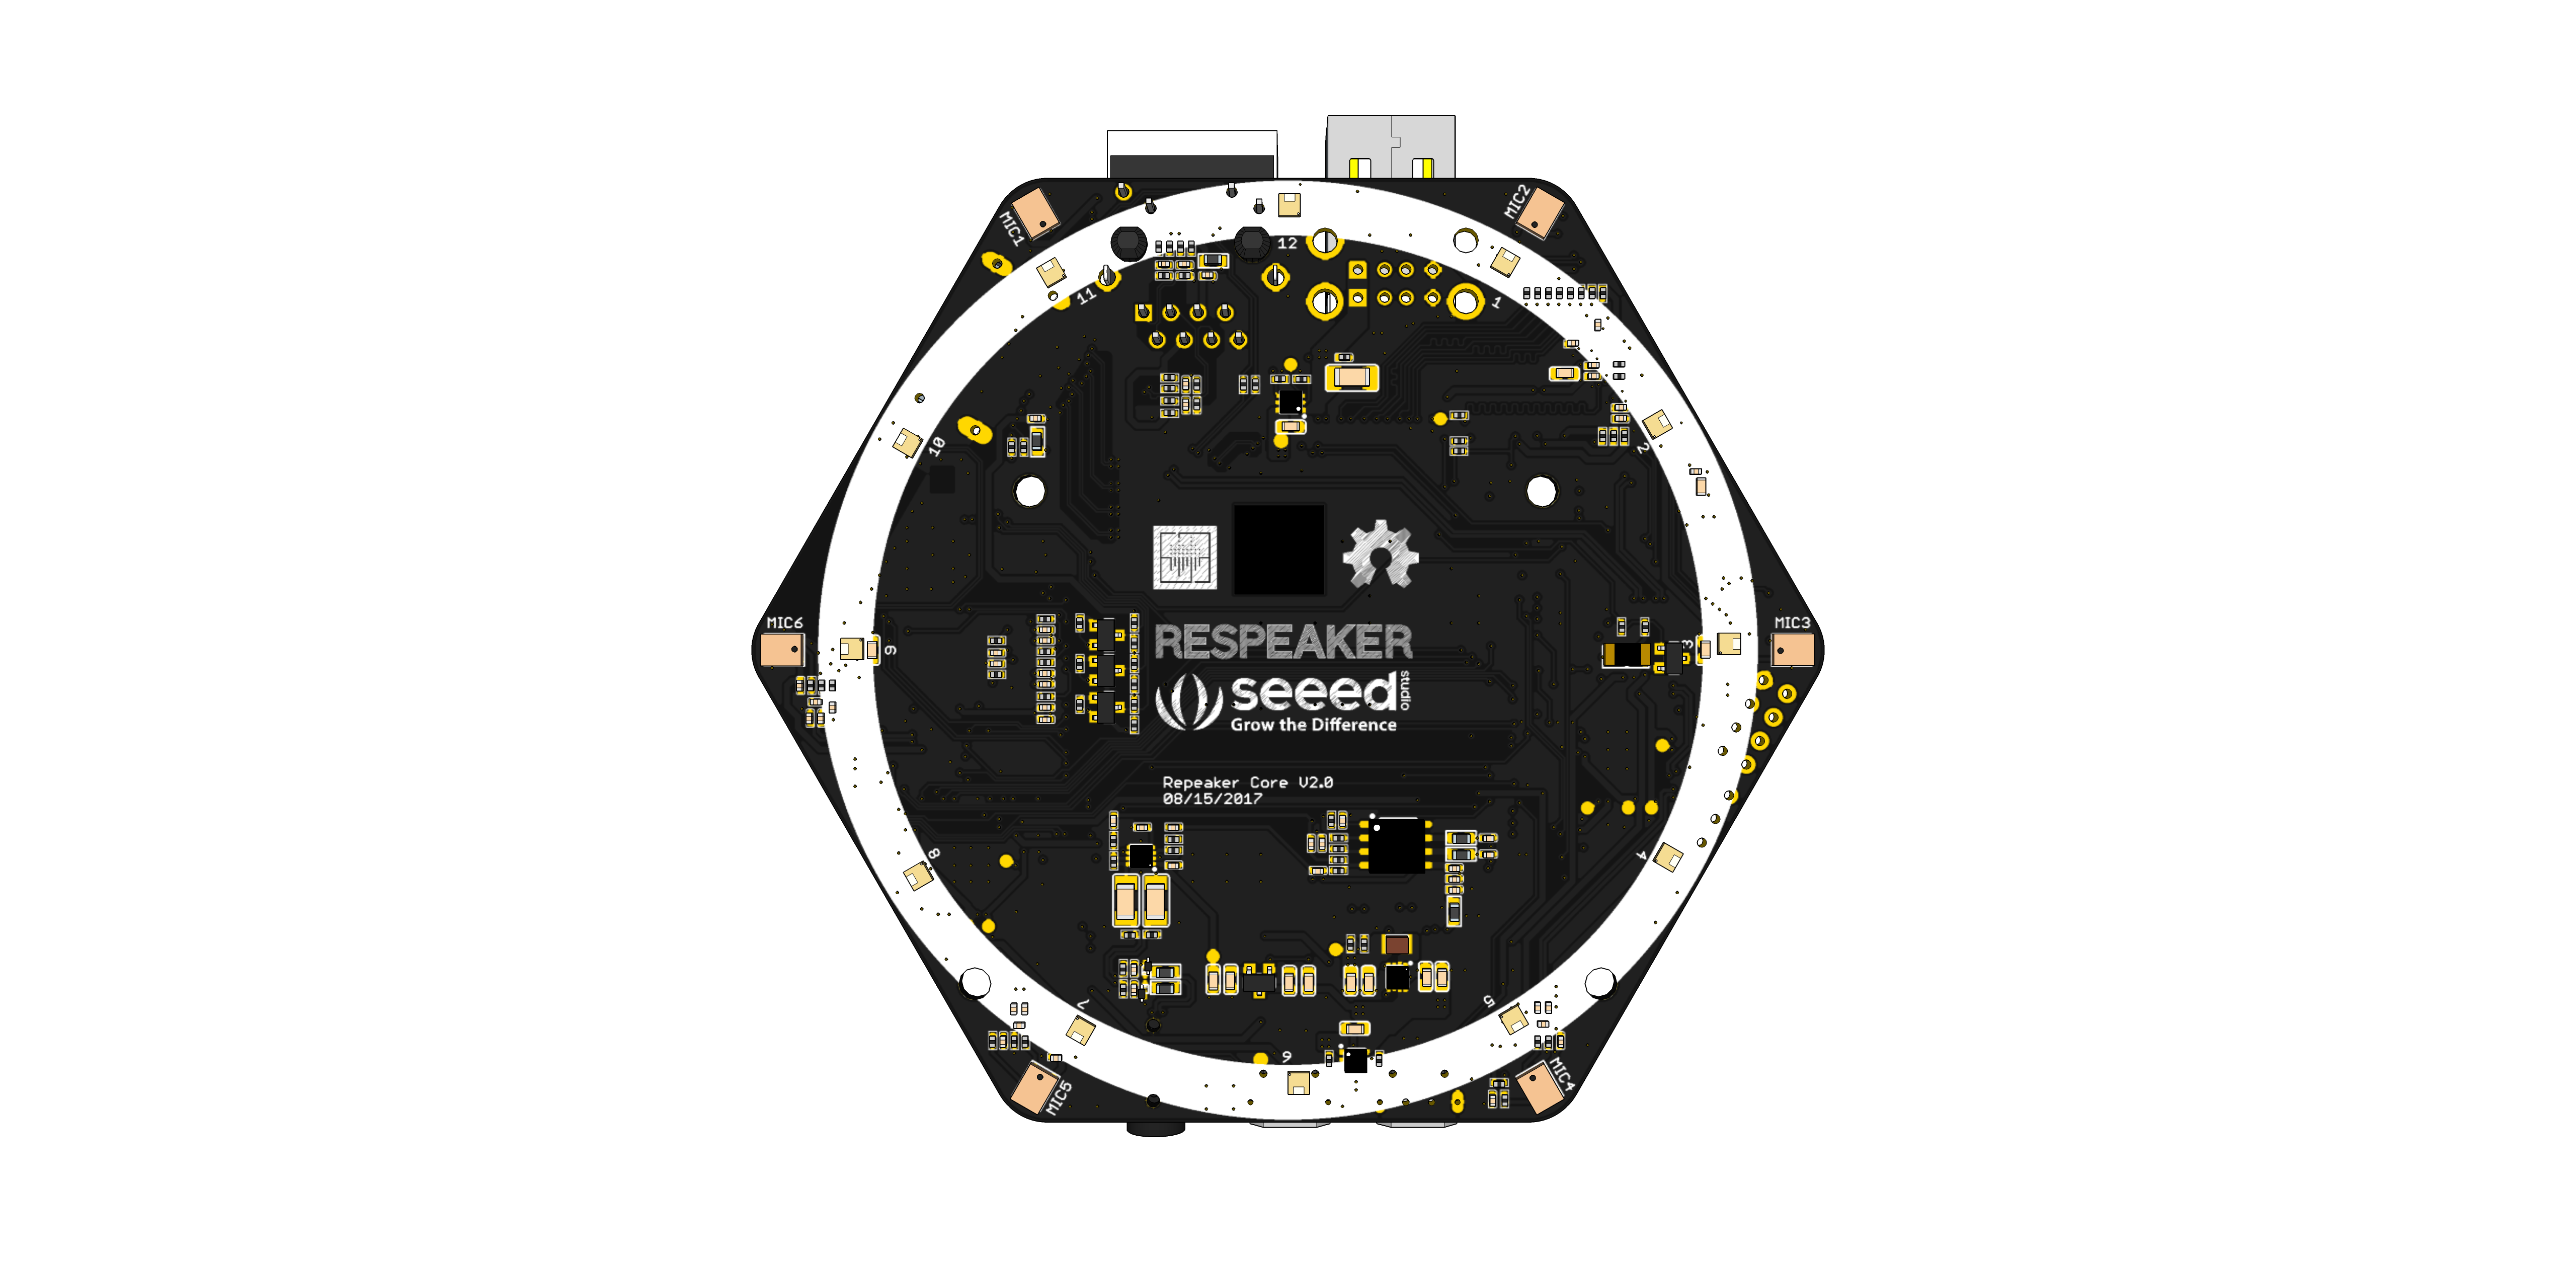 MIC1
MIC2
12
11
1
10
2
MIC6
MIC3
9
3
RESPEAKER
seeed studio
Grow the Difference
Repeaker Core V2.0
08/15/2017
8
4
7
5
6
MIC5
MIC4